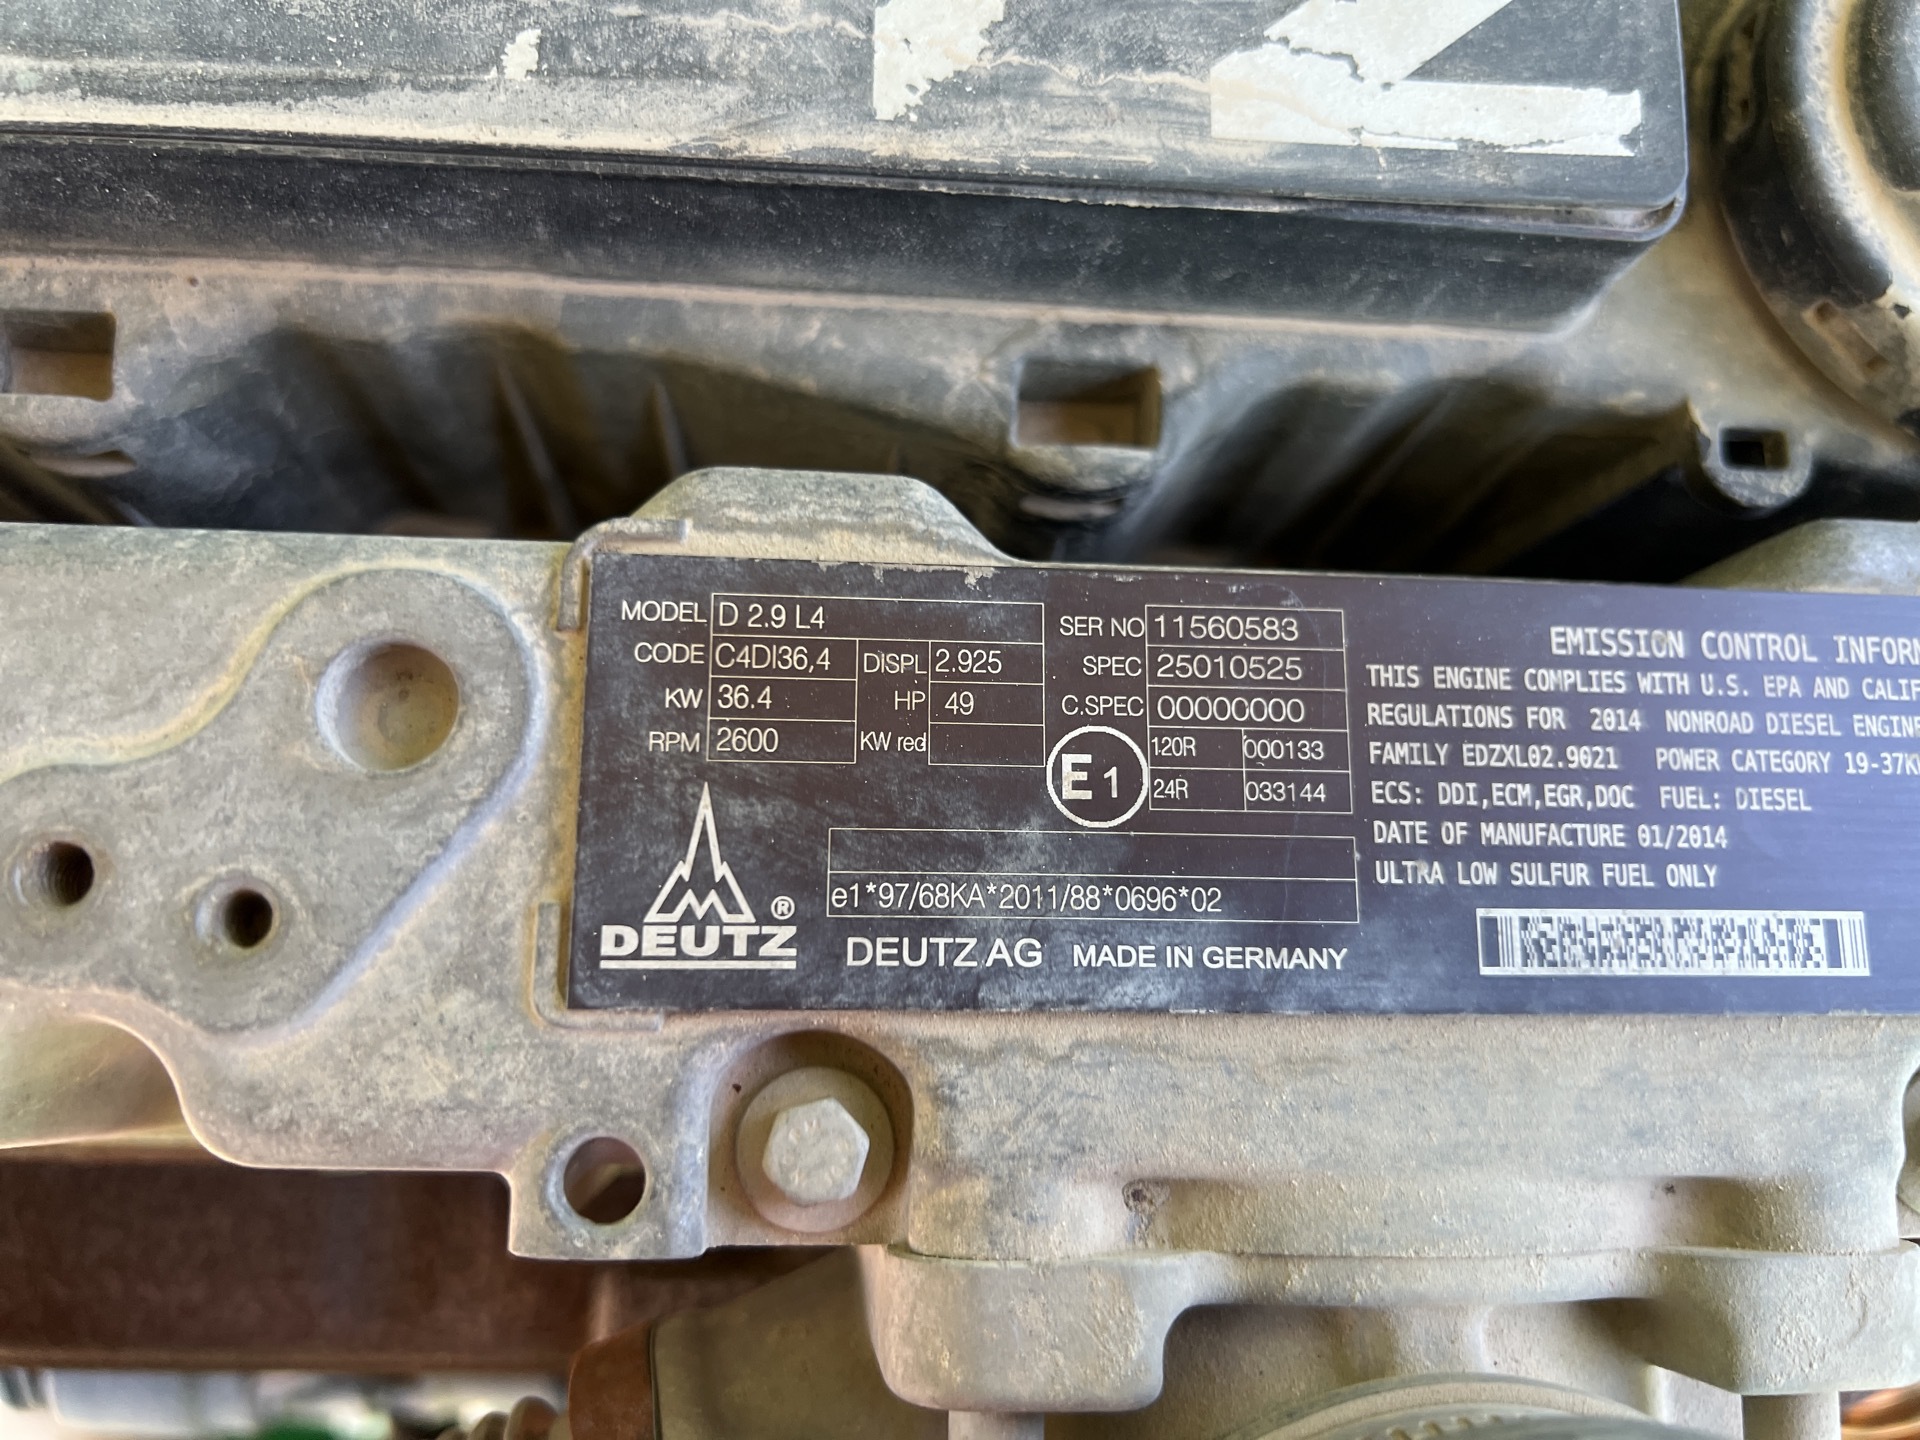 MODEL D 2.9 L4
CODE C4DI36,4 DISPL 2.925
KW 36.4 HP 49
RPM 2600 KW red
SER NO 11560583
SPEC 25010525
C.SPEC 00000000
E1 120R 000133
24R 033144
e1*97/68KA*2011/88*0696*02
DEUTZ ®
DEUTZ AG MADE IN GERMANY
EMISSION CONTROL
THIS ENGINE COMPLIES WITH U.S. EPA AND
REGULATIONS FOR 2014 NONROAD DIESEL
FAMILY EDZXL02.9021 POWER CATEGORY
ECS: DDI,ECM,EGR,DOC FUEL: DIESEL
DATE OF MANUFACTURE 01/2014
ULTRA LOW SULFUR FUEL ONLY